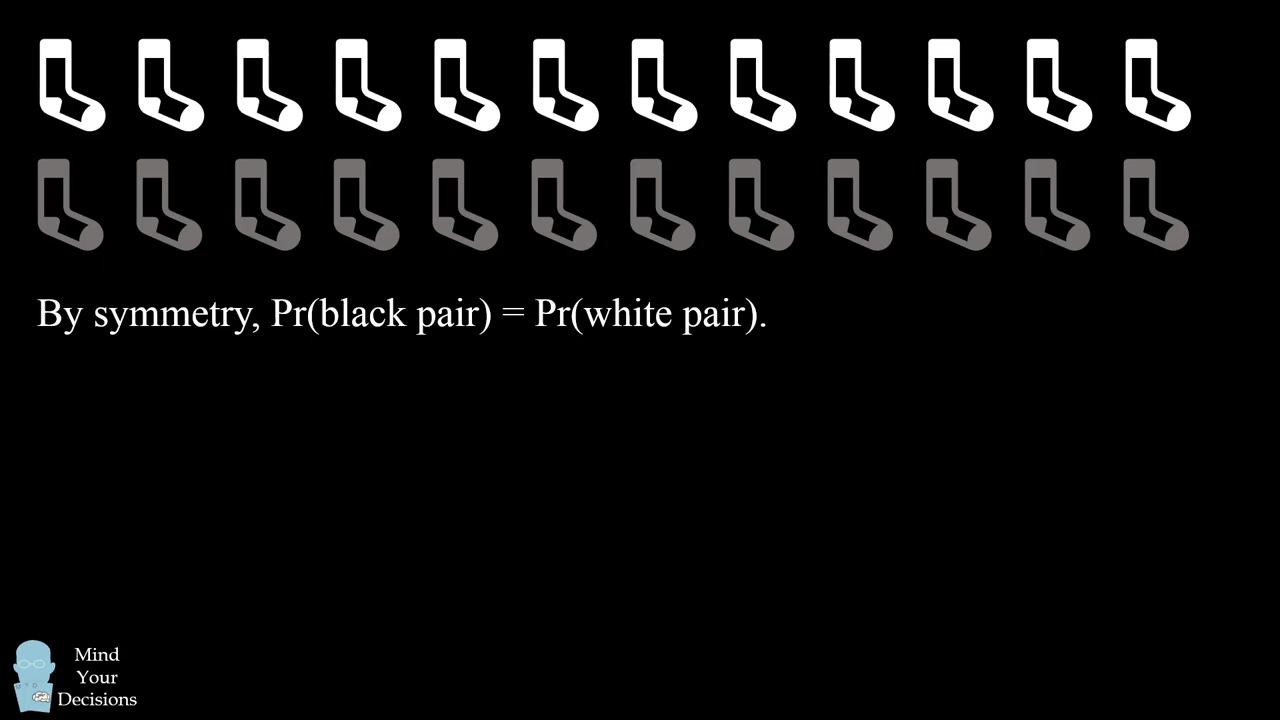 By symmetry, Pr(black pair) = Pr(white pair).
Mind
Your
Decisions